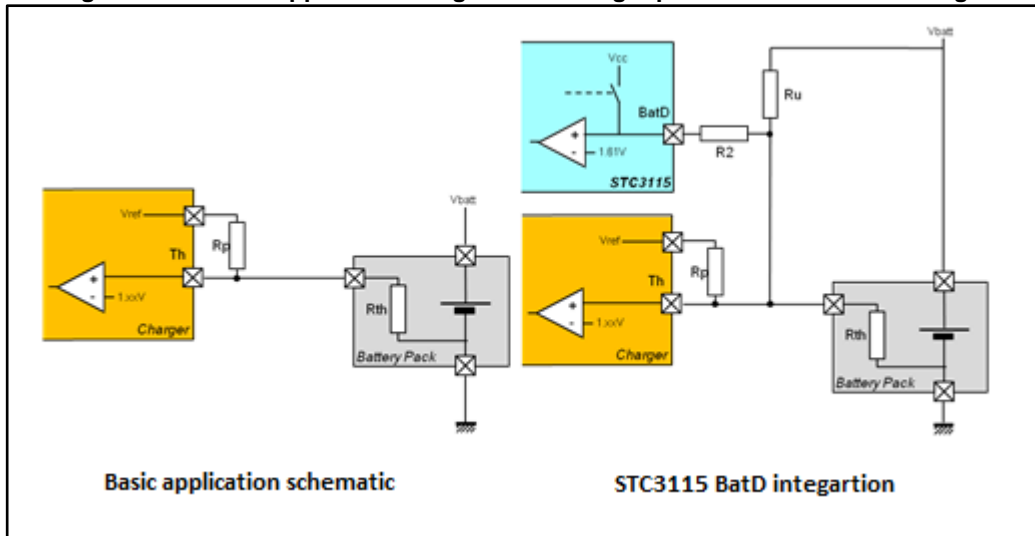 Vbatt
Vcc
Ru
BatD
R2
1.61V
STC3115
Vref
Rp
Th
1.xxV
Charger
Vbatt
Rth
Battery Pack
Vref
Rp
Th
1.xxV
Charger
Rth
Battery Pack
Basic application schematic
STC3115 BatD integartion